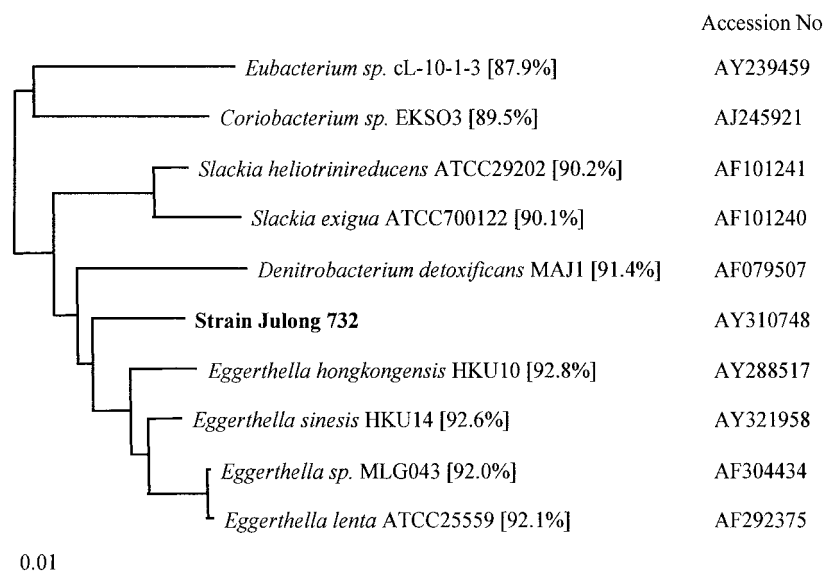 Accession No
Eubacterium sp. cL-10-1-3 [87.9%] AY239459
Coriobacterium sp. EKSO3 [89.5%] AJ245921
Slackia heliotrinireducens ATCC29202 [90.2%] AF101241
Slackia exigua ATCC700122 [90.1%] AF101240
Denitrobacterium detoxificans MAJ1 [91.4%] AF079507
Strain Julong 732 AY310748
Eggerthella hongkongensis HKU10 [92.8%] AY288517
Eggerthella sinesis HKU14 [92.6%] AY321958
Eggerthella sp. MLG043 [92.0%] AF304434
Eggerthella lenta ATCC25559 [92.1%] AF292375
0.01